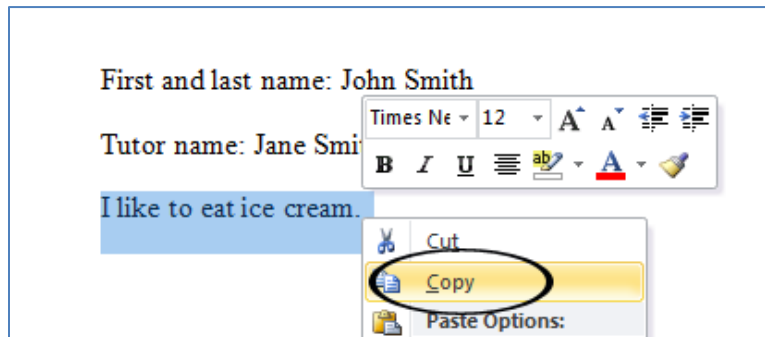 First and last name: John Smith
Times Ne 12
Tutor name: Jane Smi
B I U
I like to eat ice cream.
Cut
Copy
Paste Options: